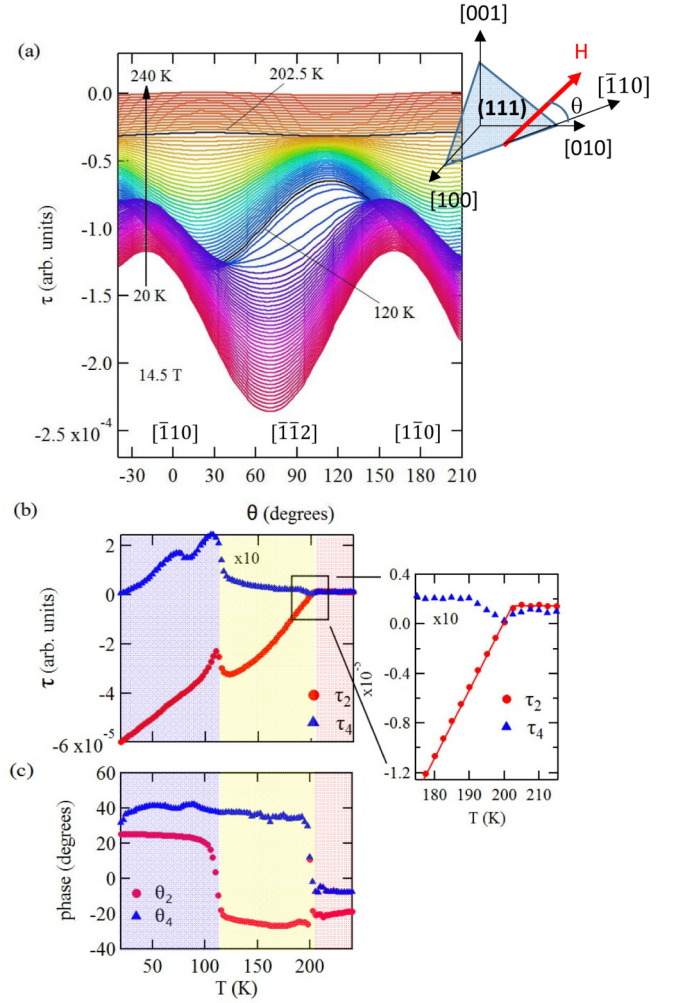 (a)
[001]
H
[1̅10]
θ
(111)
[010]
[100]
240 K
202.5 K
20 K
120 K
14.5 T
0.0
-0.5
-1.0
-1.5
-2.0
-2.5 x10⁻⁴
τ (arb. units)
[1̅10] [1̅1̅2] [11̅0]
-30 0 30 60 90 120 150 180 210
θ (degrees)
(b)
2
0
-2
-4
-6 x10⁻⁵
τ (arb. units)
x10
τ₂
τ₄
0.4
0.0
-0.4
-0.8
-1.2
x10⁻⁵
x10
τ₂
τ₄
180 190 200 210
T (K)
(c)
60
40
20
0
-20
-40
phase (degrees)
θ₂
θ₄
50 100 150 200
T (K)